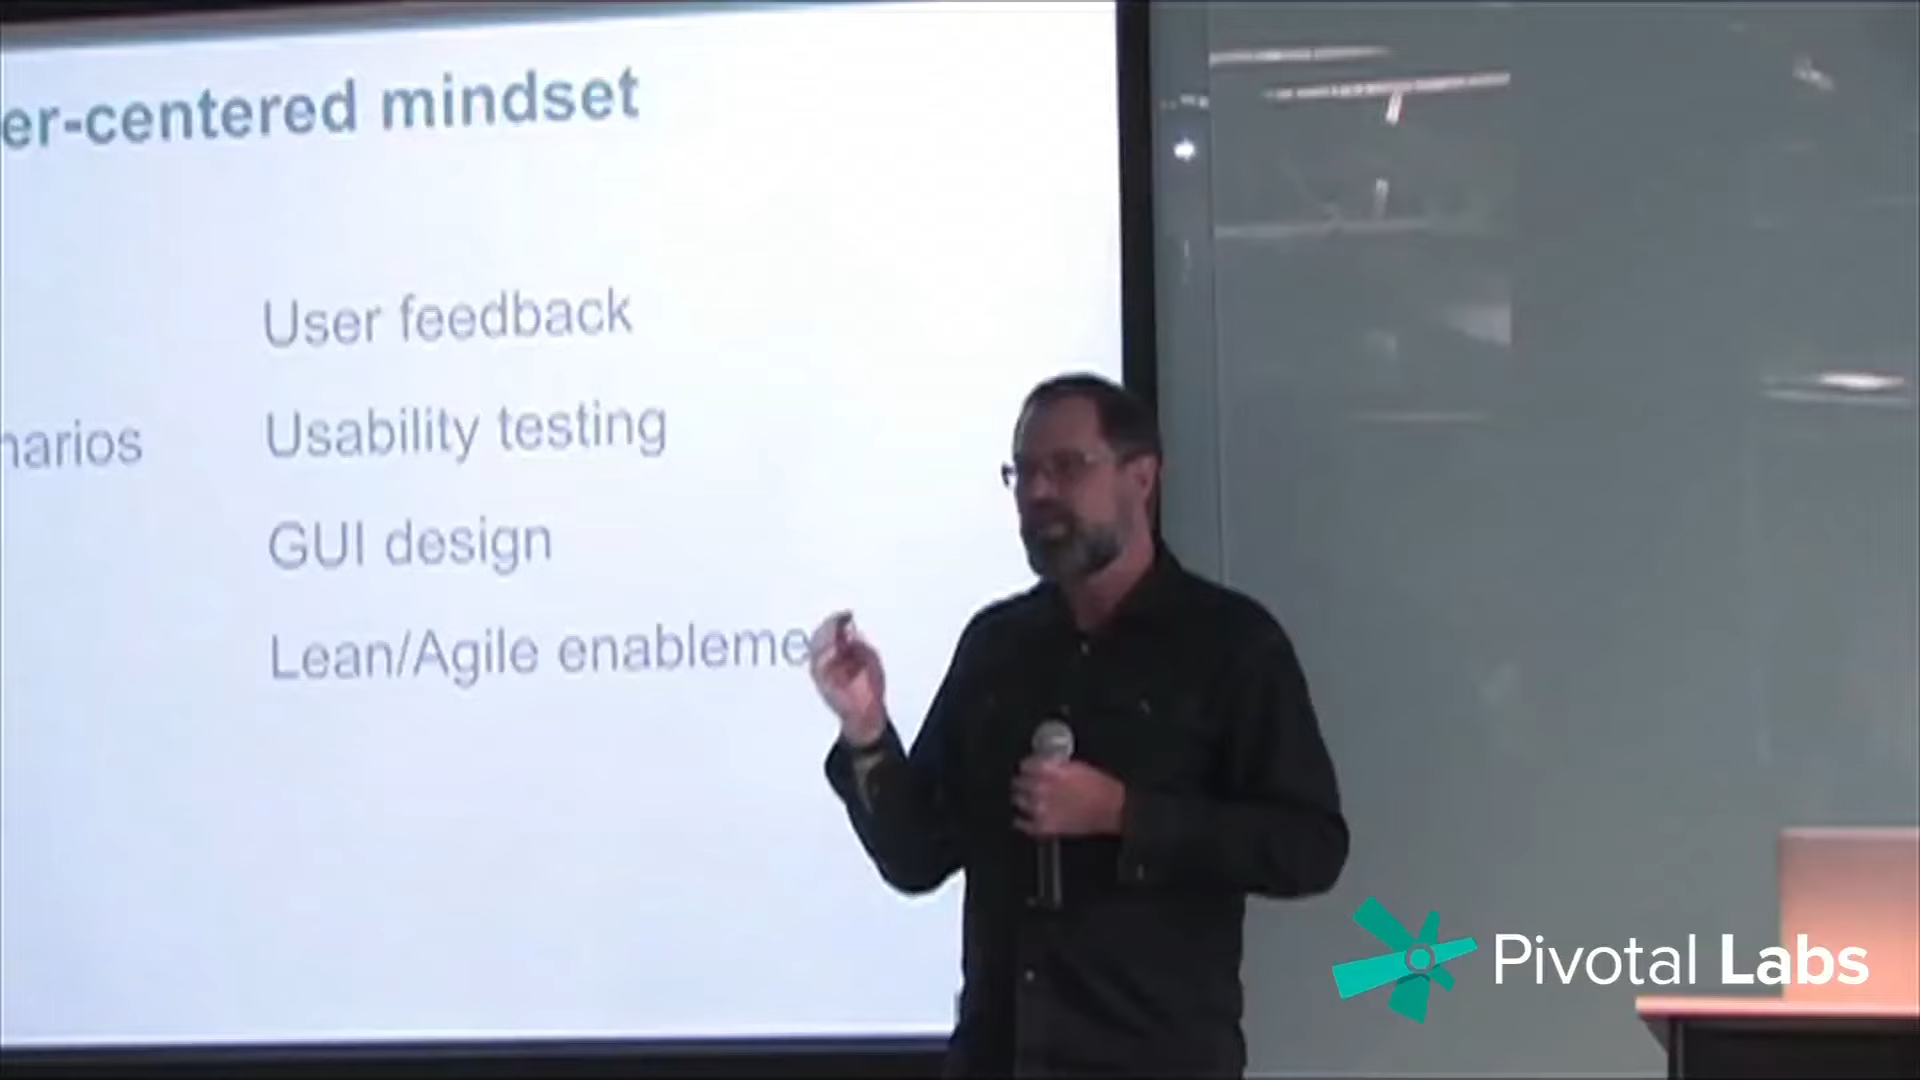 er-centered mindset
User feedback
narios
Usability testing
GUI design
Lean/Agile enableme
Pivotal Labs